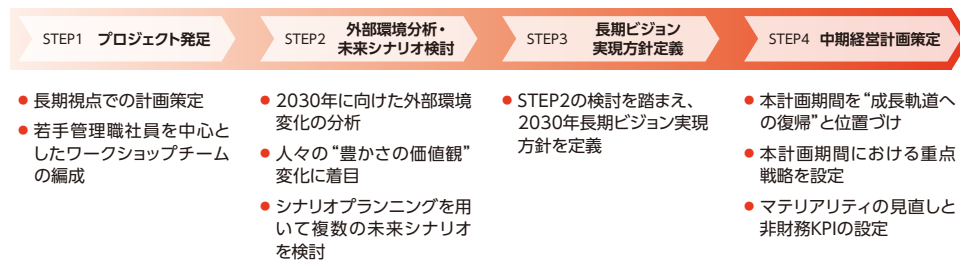 STEP1 プロジェクト発足
STEP2 外部環境分析・
未来シナリオ検討
STEP3 長期ビジョン
実現方針定義
STEP4 中期経営計画策定
● 長期視点での計画策定
● 若手管理職社員を中心と
したワークショップチーム
の編成
● 2030年に向けた外部環境
変化の分析
● 人々の“豊かさの価値観”
変化に着目
● シナリオプランニングを用
いて複数の未来シナリオ
を検討
● STEP2の検討を踏まえ、
2030年長期ビジョン実現
方針を定義
● 本計画期間を“成長軌道へ
の復帰”と位置づけ
● 本計画期間における重点
戦略を設定
● マテリアリティの見直しと
非財務KPIの設定